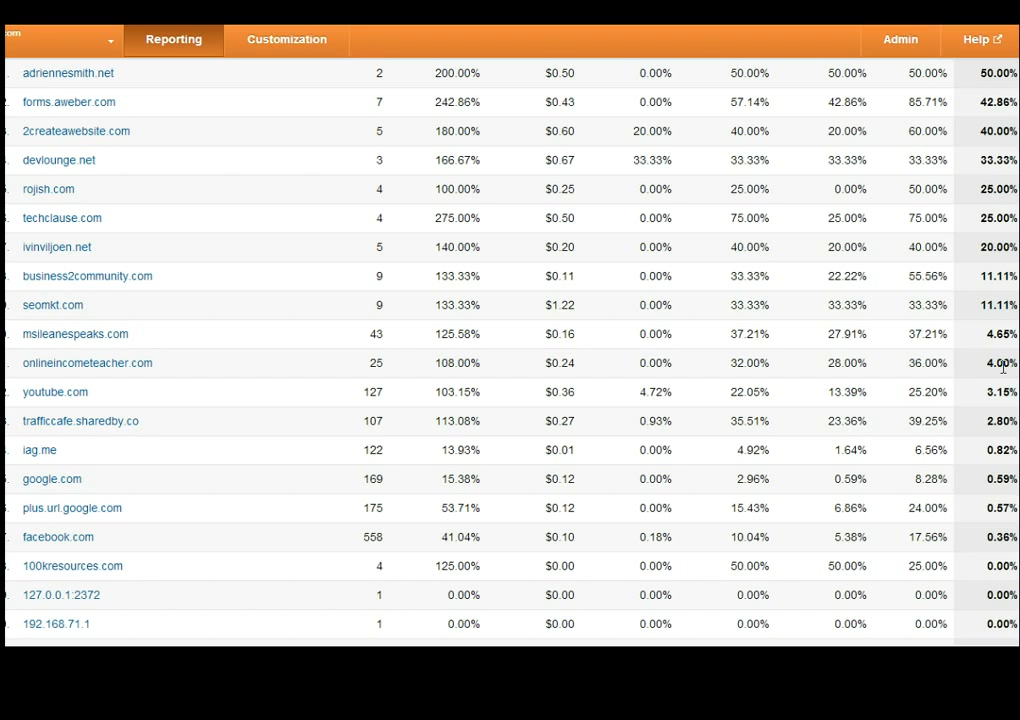 com
Reporting Customization Admin Help
adriennesmith.net 2 200.00% $0.50 0.00% 50.00% 50.00% 50.00% 50.00%
forms.aweber.com 7 242.86% $0.43 0.00% 57.14% 42.86% 85.71% 42.86%
2createawebsite.com 5 180.00% $0.60 20.00% 40.00% 20.00% 60.00% 40.00%
devlounge.net 3 166.67% $0.67 33.33% 33.33% 33.33% 33.33% 33.33%
rojish.com 4 100.00% $0.25 0.00% 25.00% 0.00% 50.00% 25.00%
techclause.com 4 275.00% $0.50 0.00% 75.00% 25.00% 75.00% 25.00%
ivinviljoen.net 5 140.00% $0.20 0.00% 40.00% 20.00% 40.00% 20.00%
business2community.com 9 133.33% $0.11 0.00% 33.33% 22.22% 55.56% 11.11%
seomkt.com 9 133.33% $1.22 0.00% 33.33% 33.33% 33.33% 11.11%
msileanespeaks.com 43 125.58% $0.16 0.00% 37.21% 27.91% 37.21% 4.65%
onlineincometeacher.com 25 108.00% $0.24 0.00% 32.00% 28.00% 36.00% 4.00%
youtube.com 127 103.15% $0.36 4.72% 22.05% 13.39% 25.20% 3.15%
trafficcafe.sharedby.co 107 113.08% $0.27 0.93% 35.51% 23.36% 39.25% 2.80%
iag.me 122 13.93% $0.01 0.00% 4.92% 1.64% 6.56% 0.82%
google.com 169 15.38% $0.12 0.00% 2.96% 0.59% 8.28% 0.59%
plus.url.google.com 175 53.71% $0.12 0.00% 15.43% 6.86% 24.00% 0.57%
facebook.com 558 41.04% $0.10 0.18% 10.04% 5.38% 17.56% 0.36%
100kresources.com 4 125.00% $0.00 0.00% 50.00% 50.00% 25.00% 0.00%
127.0.0.1:2372 1 0.00% $0.00 0.00% 0.00% 0.00% 0.00% 0.00%
192.168.71.1 1 0.00% $0.00 0.00% 0.00% 0.00% 0.00% 0.00%